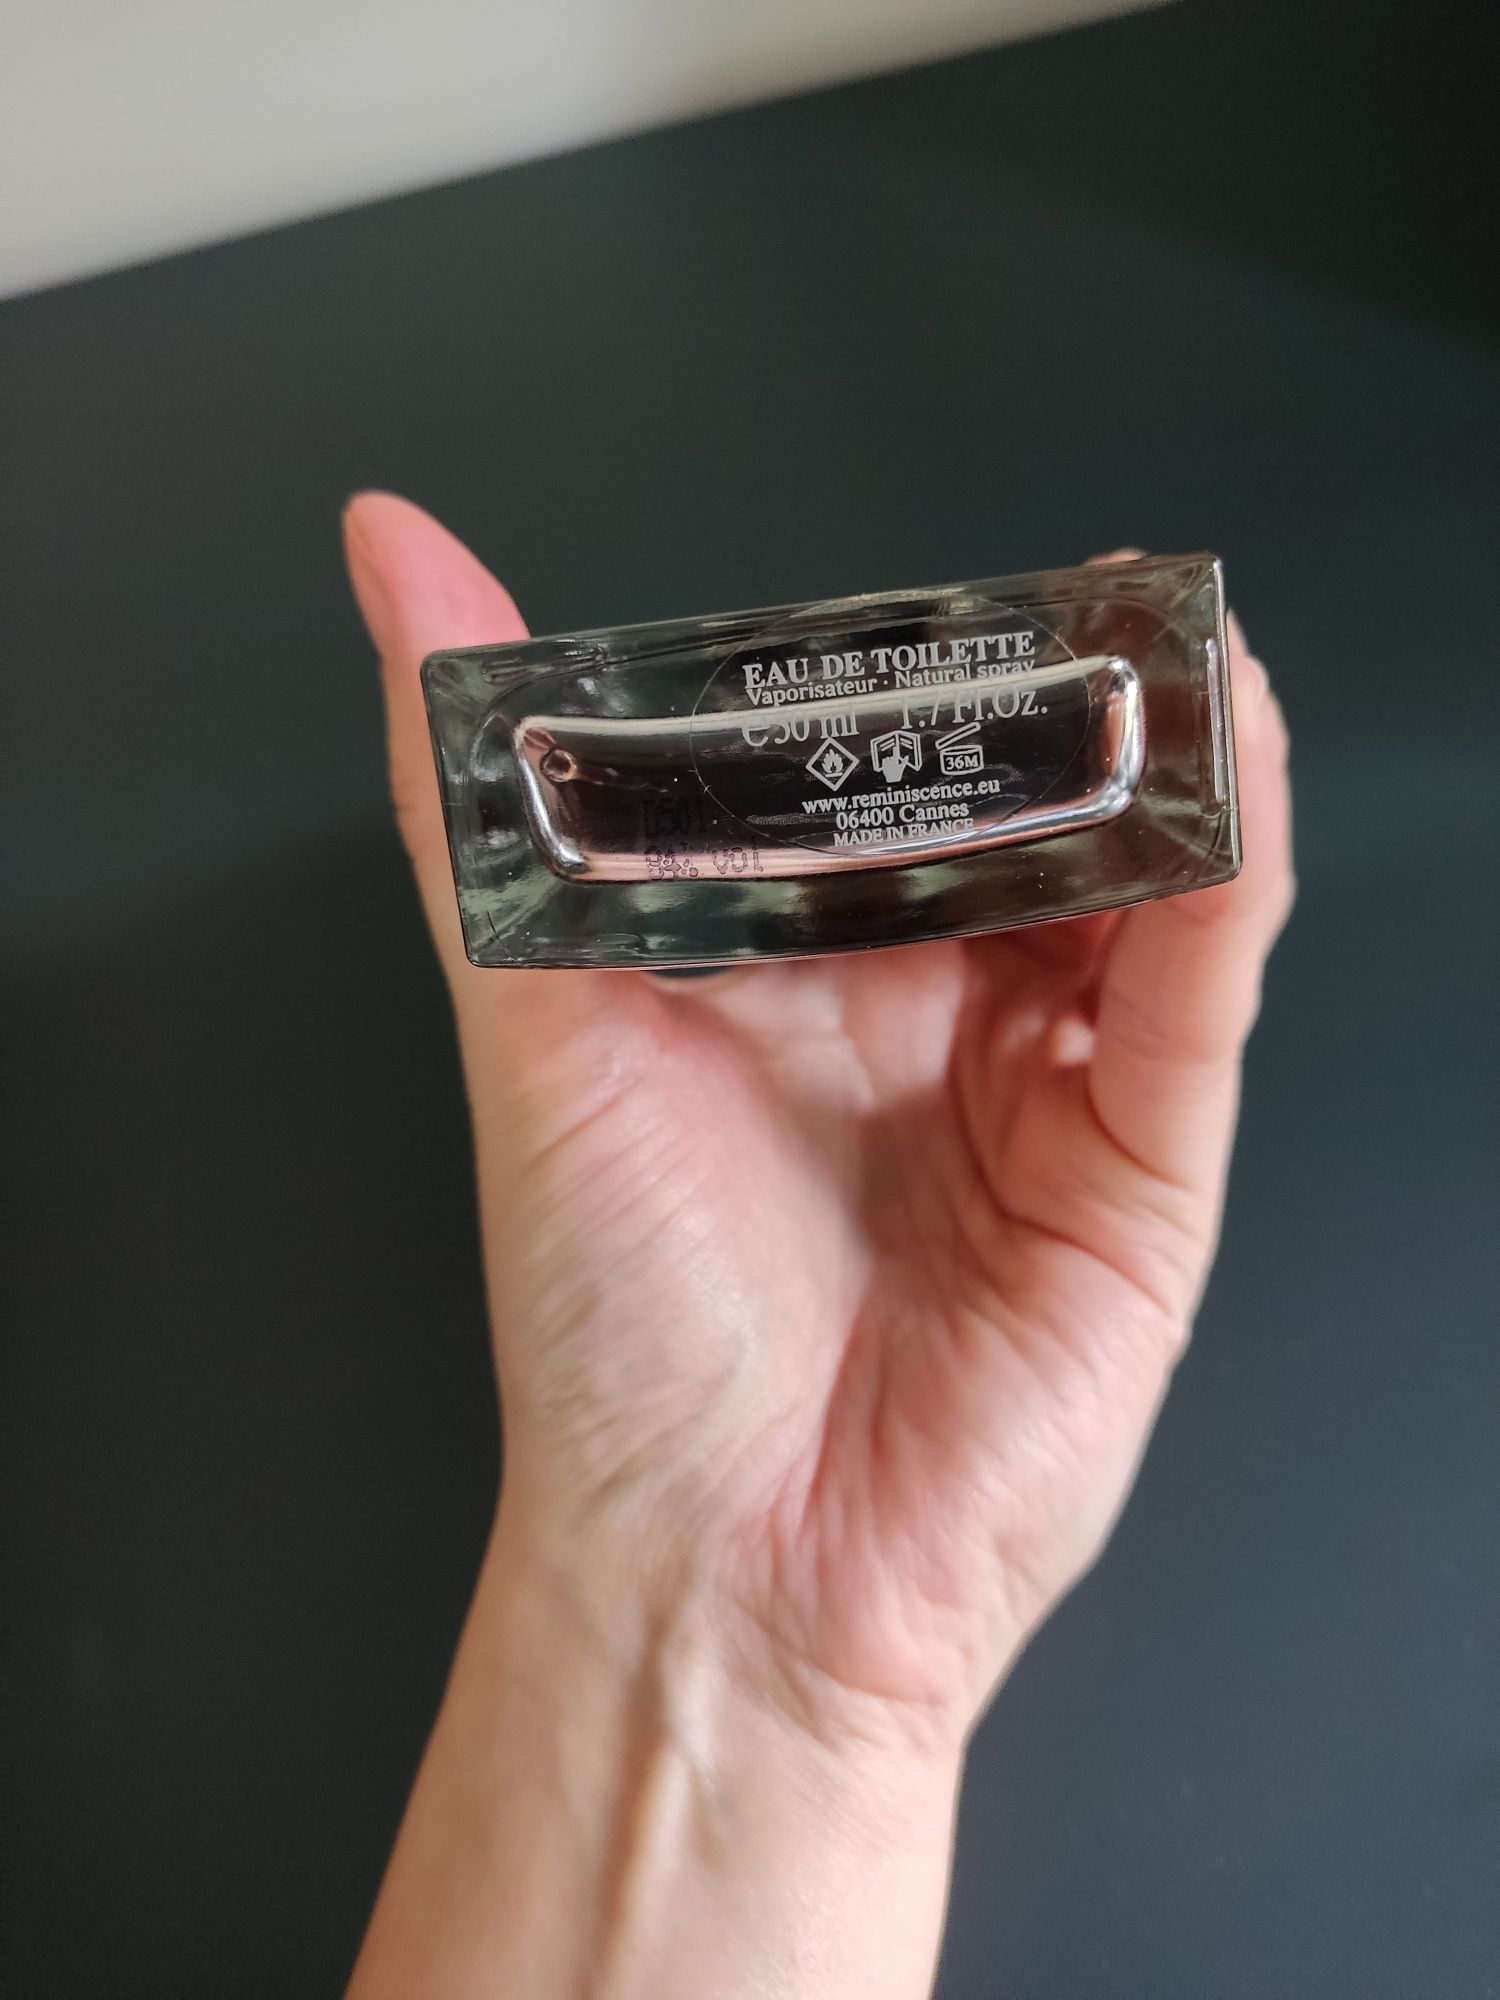 EAU DE TOILETTE
Vaporisateur · Natural spray
℮50 ml 1.7 Fl.Oz.
36M
www.reminiscence.eu
06400 Cannes
MADE IN FRANCE